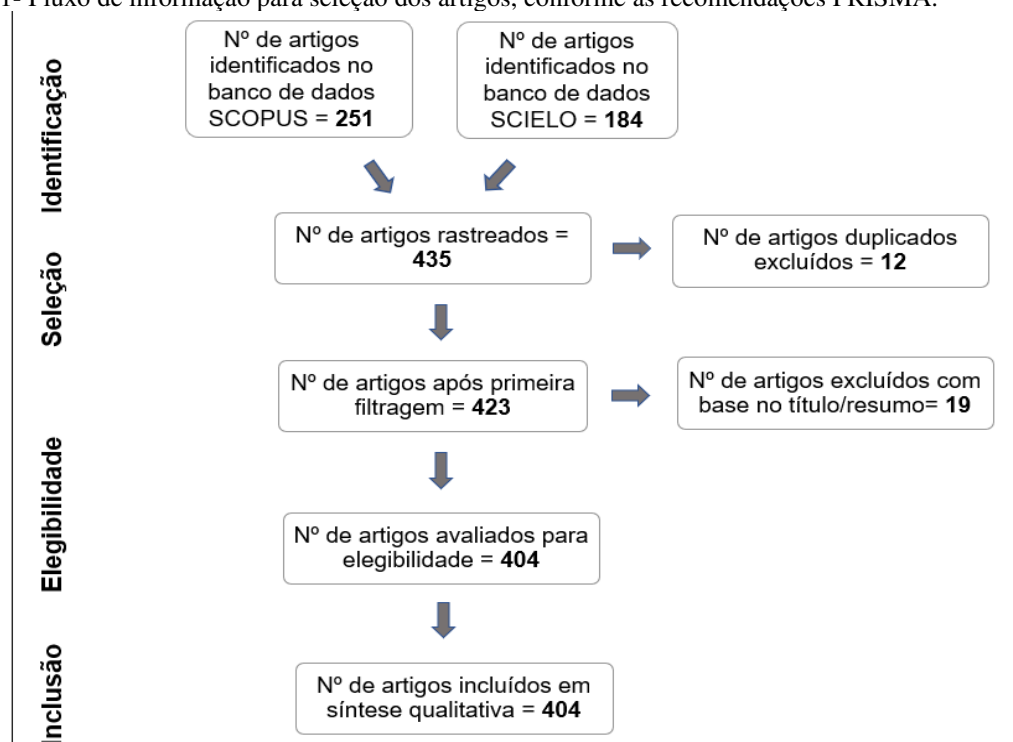 1- Fluxo de informação para seleção dos artigos, conforme as recomendações PRISMA.
Identificação
Nº de artigos
identificados no
banco de dados
SCOPUS = 251
Nº de artigos
identificados no
banco de dados
SCIELO = 184
Seleção
Nº de artigos rastreados =
435
Nº de artigos duplicados
excluídos = 12
Nº de artigos após primeira
filtragem = 423
Nº de artigos excluídos com
base no título/resumo= 19
Elegibilidade
Nº de artigos avaliados para
elegibilidade = 404
Inclusão
Nº de artigos incluídos em
síntese qualitativa = 404